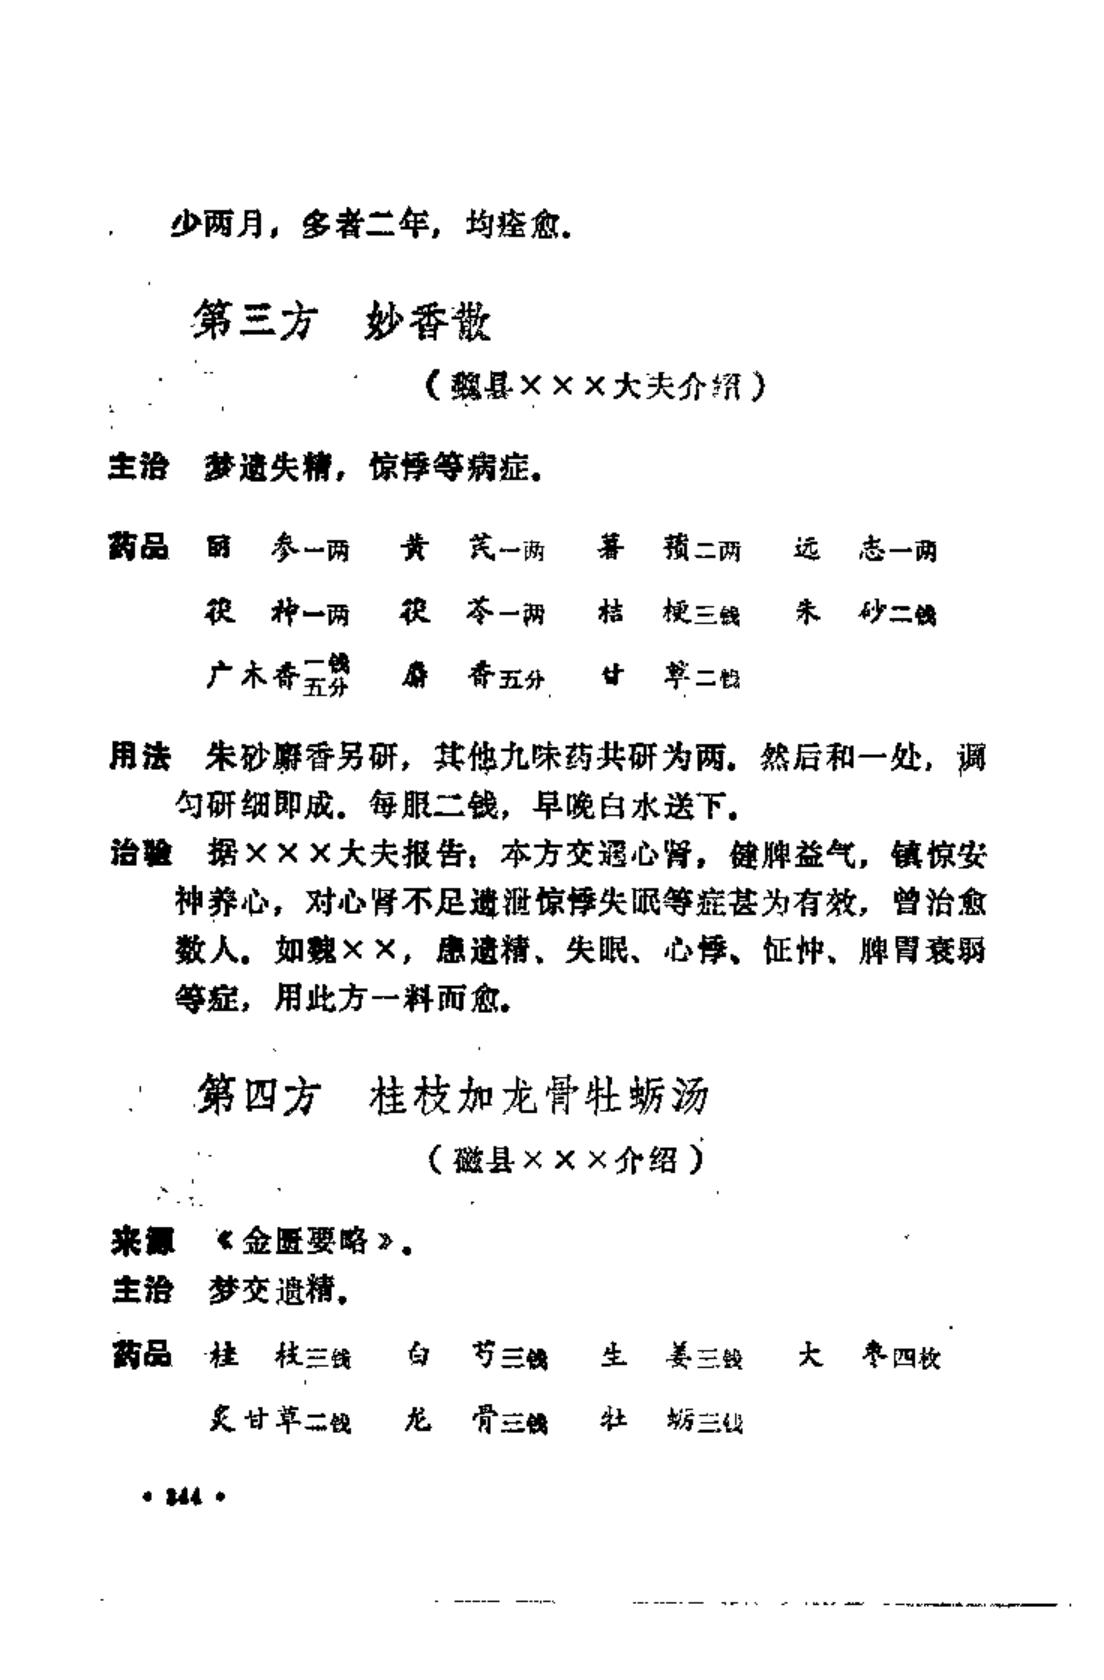 少两月，多者二年，均痊愈。
第三方 妙香散
（魏县×××大夫介绍）
主治 梦遗失精，惊悸等病症。
药品 丽 参一两 黄 芪一两 薯 蓣二两 远 志一两
茯 神一两 茯 苓一两 桔 梗三钱 朱 砂二钱
广木香一钱五分 麝 香五分 甘 草二钱
用法 朱砂麝香另研，其他九味药共研为两。然后和一处，调
匀研细即成。每服二钱，早晚白水送下。
治验 据×××大夫报告：本方交通心肾，健脾益气，镇惊安
神养心，对心肾不足遗泄惊悸失眠等症甚为有效，曾治愈
数人。如魏××，患遗精、失眠、心悸、怔忡、脾胃衰弱
等症，用此方一料而愈。
第四方 桂枝加龙骨牡蛎汤
（磁县×××介绍）
来源 《金匮要略》。
主治 梦交遗精。
药品 桂 枝三钱 白 芍三钱 生 姜三钱 大 枣四枚
炙甘草二钱 龙 骨三钱 牡 蛎三钱
• 344 •